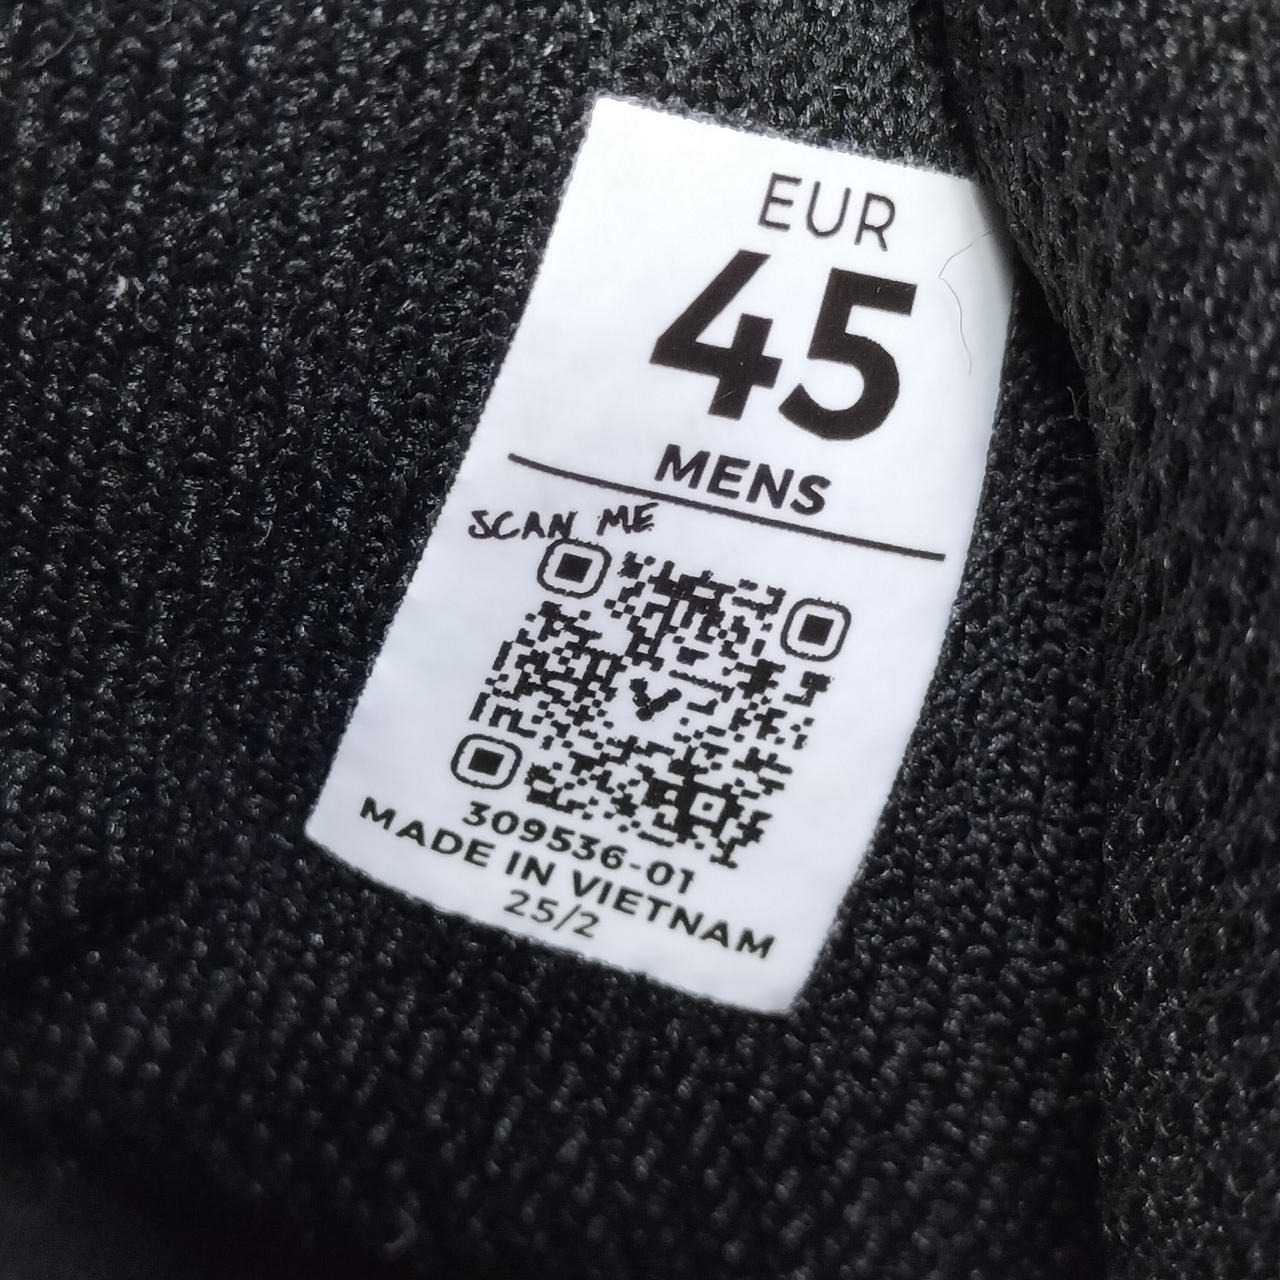 EUR
45
MENS
SCAN ME
309536-01
MADE IN VIETNAM
25/2